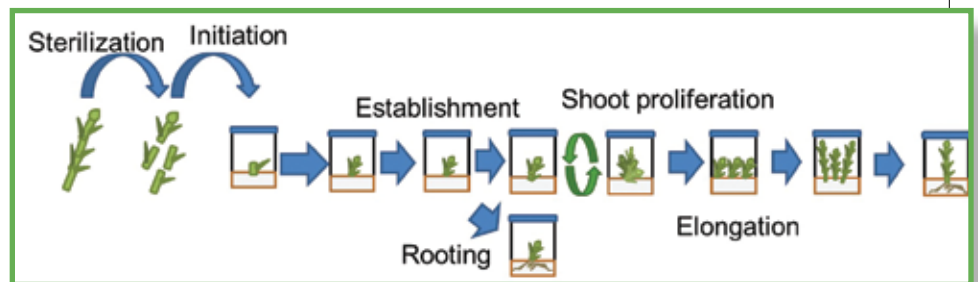 Sterilization
Initiation
Establishment
Shoot proliferation
Rooting
Elongation